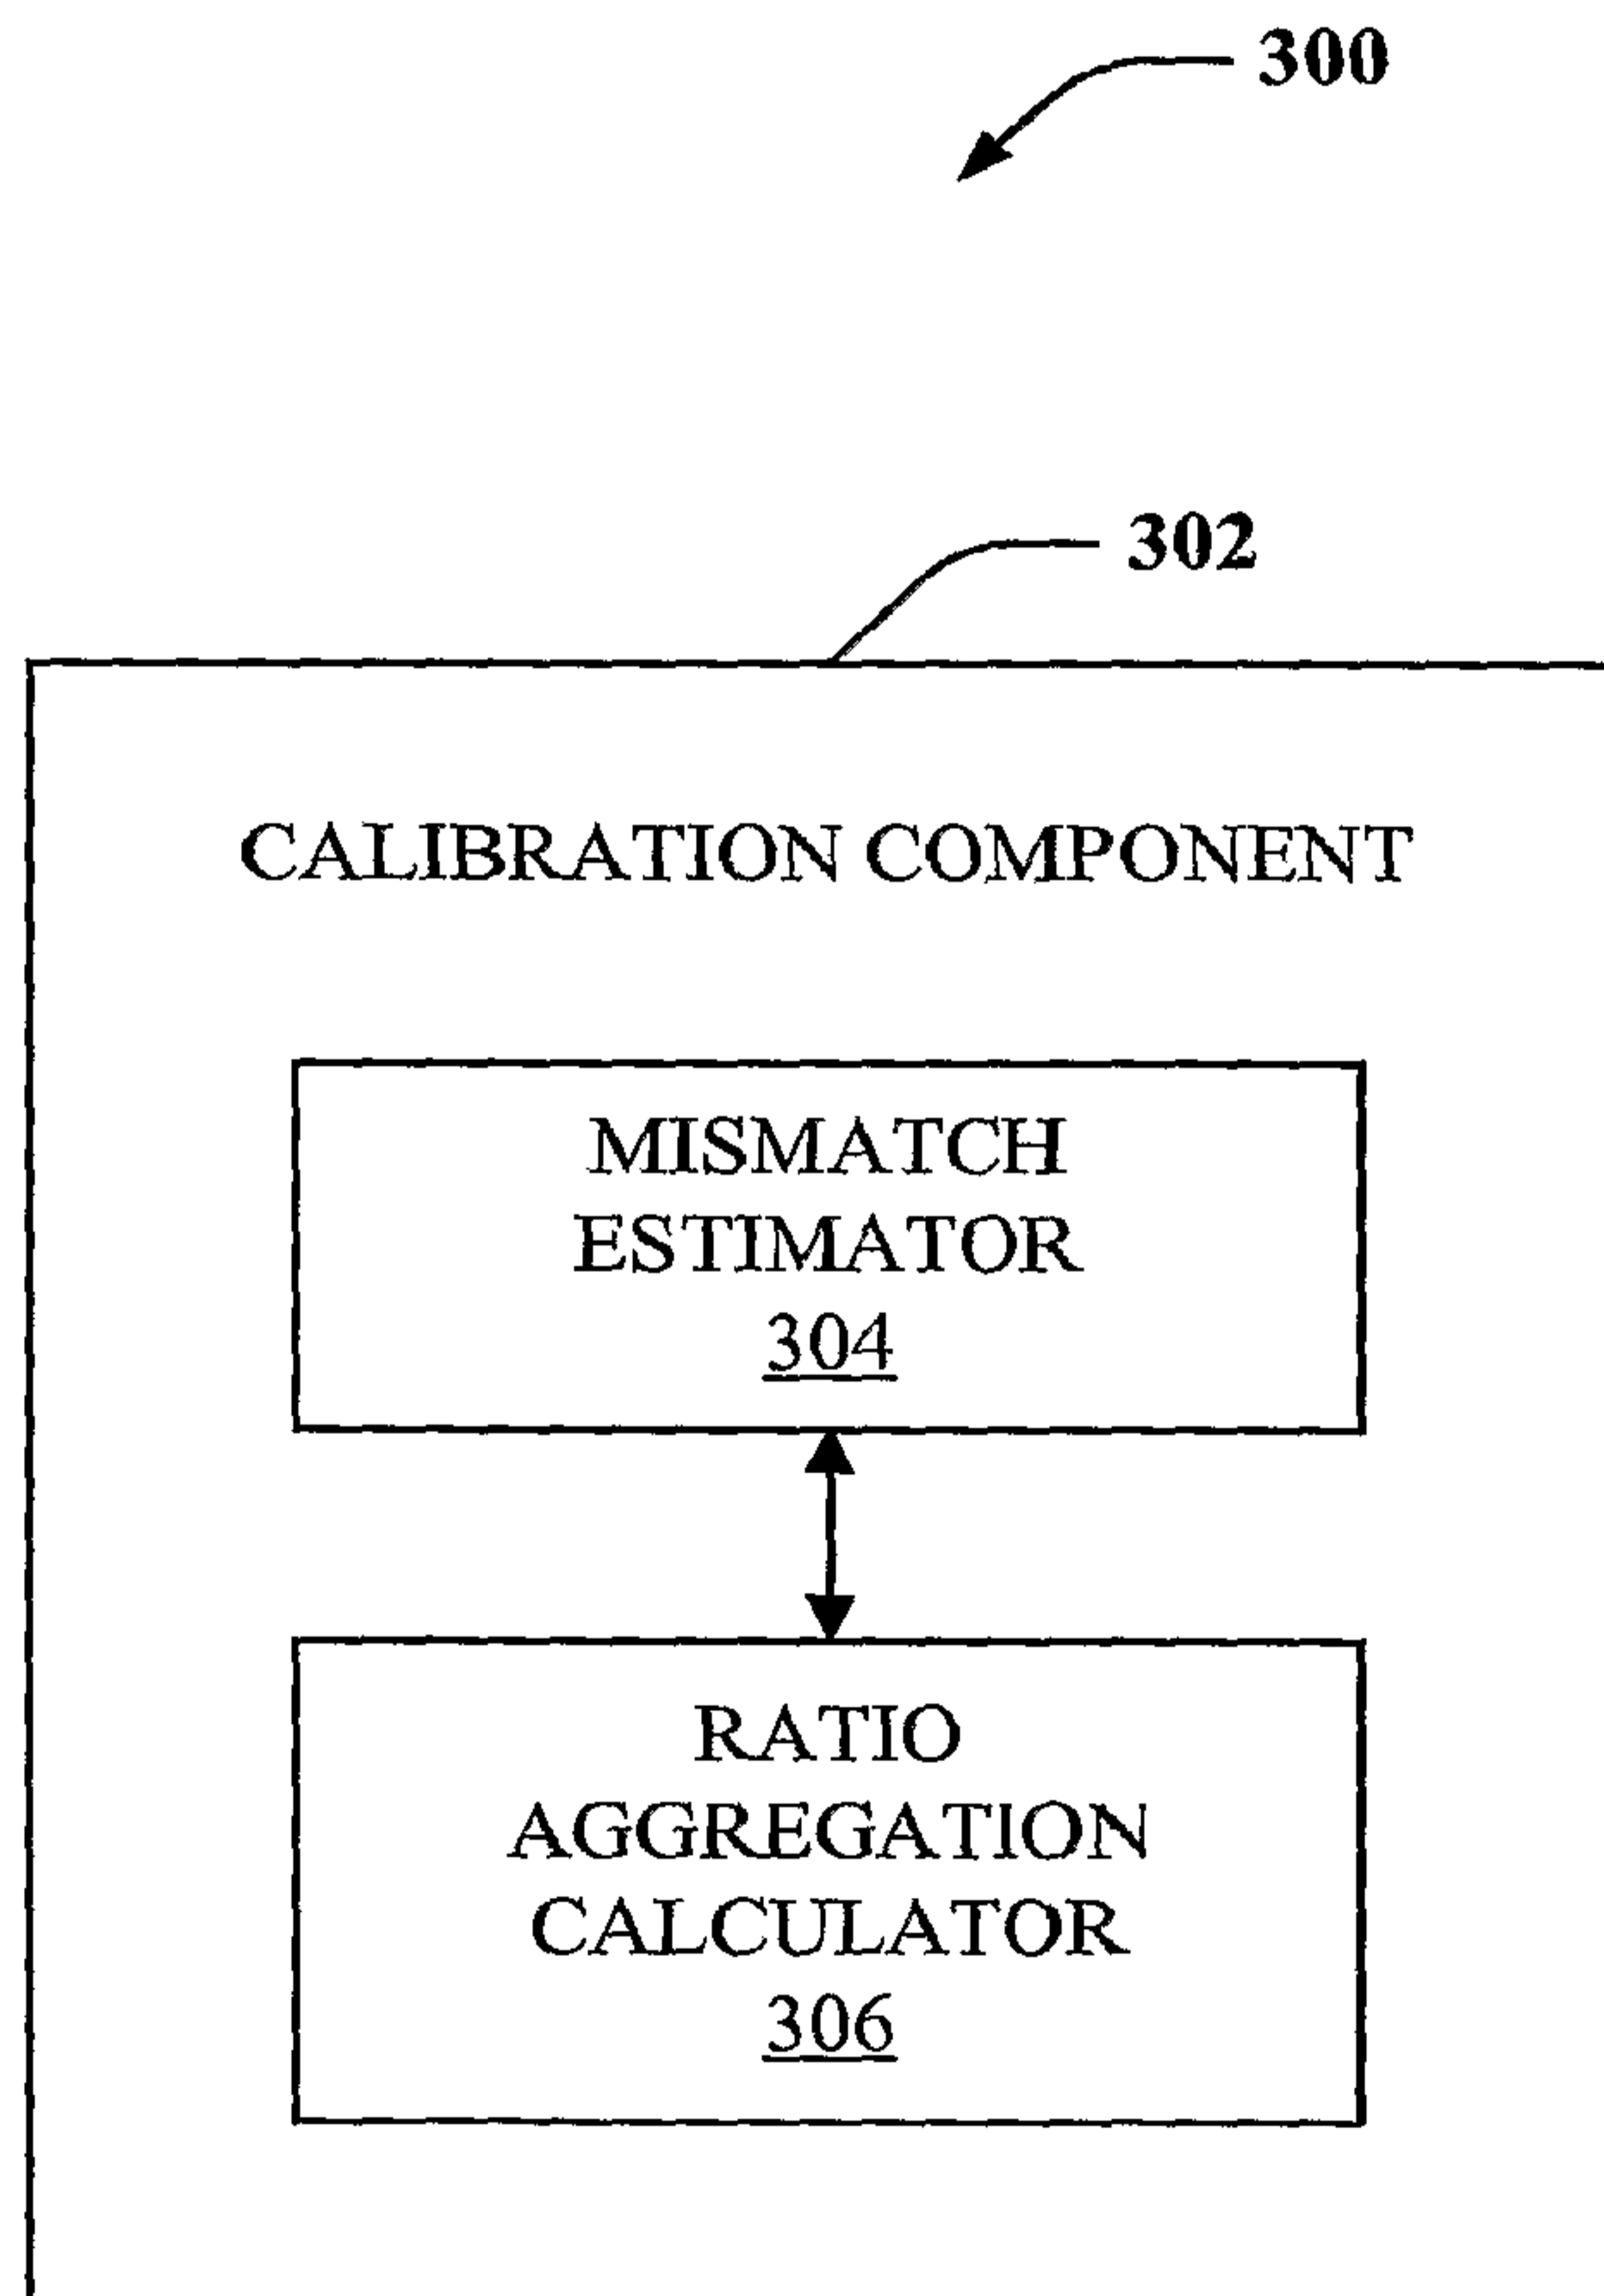 300
302
CALIBRATION COMPONENT
MISMATCH
ESTIMATOR
304
RATIO
AGGREGATION
CALCULATOR
306